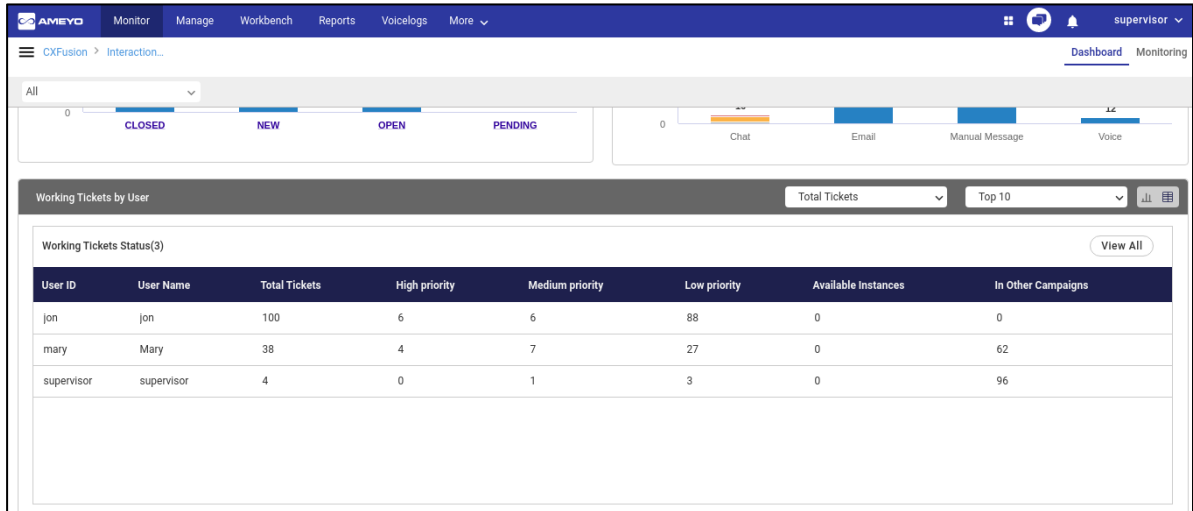 AMEYO Monitor Manage Workbench Reports Voicelogs More supervisor
CXFusion > Interaction... Dashboard Monitoring
All
0 CLOSED NEW OPEN PENDING
12
0 Chat Email Manual Message Voice
Working Tickets by User Total Tickets Top 10
Working Tickets Status(3) View All
User ID User Name Total Tickets High priority Medium priority Low priority Available Instances In Other Campaigns
jon jon 100 6 6 88 0 0
mary Mary 38 4 7 27 0 62
supervisor supervisor 4 0 1 3 0 96